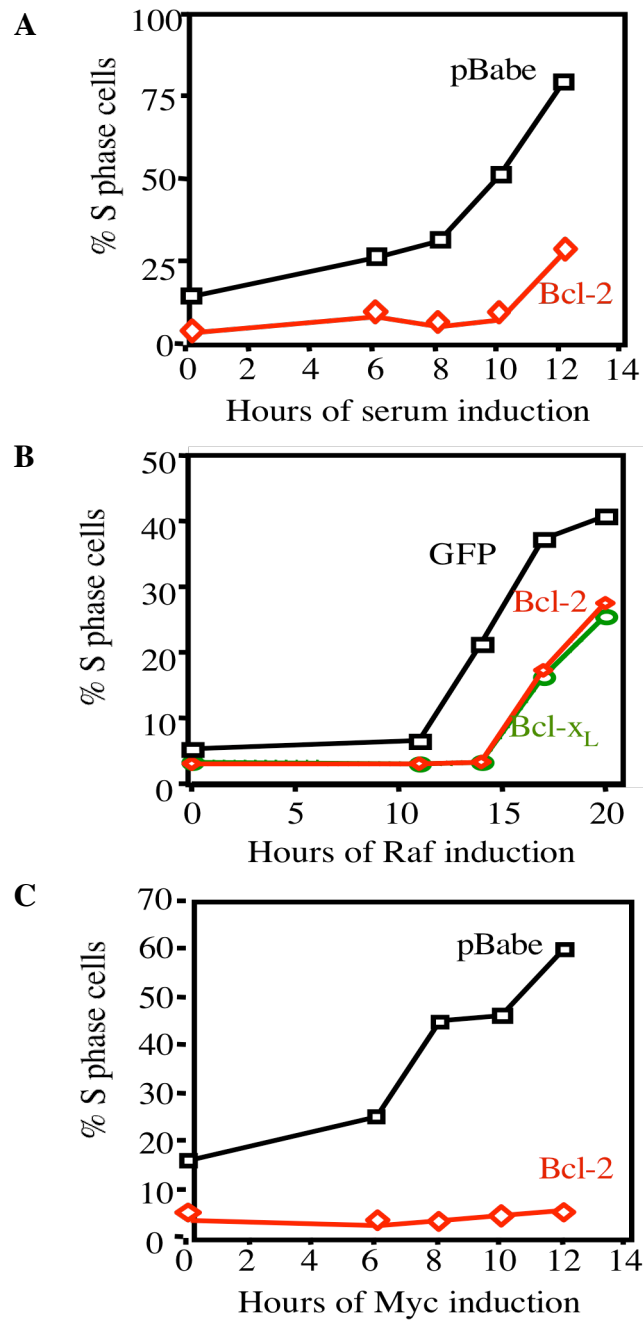 A
100
75
50
25
0
% S phase cells
pBabe
Bcl-2
0 2 4 6 8 10 12 14
Hours of serum induction
B
50
40
30
20
10
0
% S phase cells
GFP
Bcl-2
Bcl-xL
0 5 10 15 20
Hours of Raf induction
C
70
60
50
40
30
20
10
0
% S phase cells
pBabe
Bcl-2
0 2 4 6 8 10 12 14
Hours of Myc induction